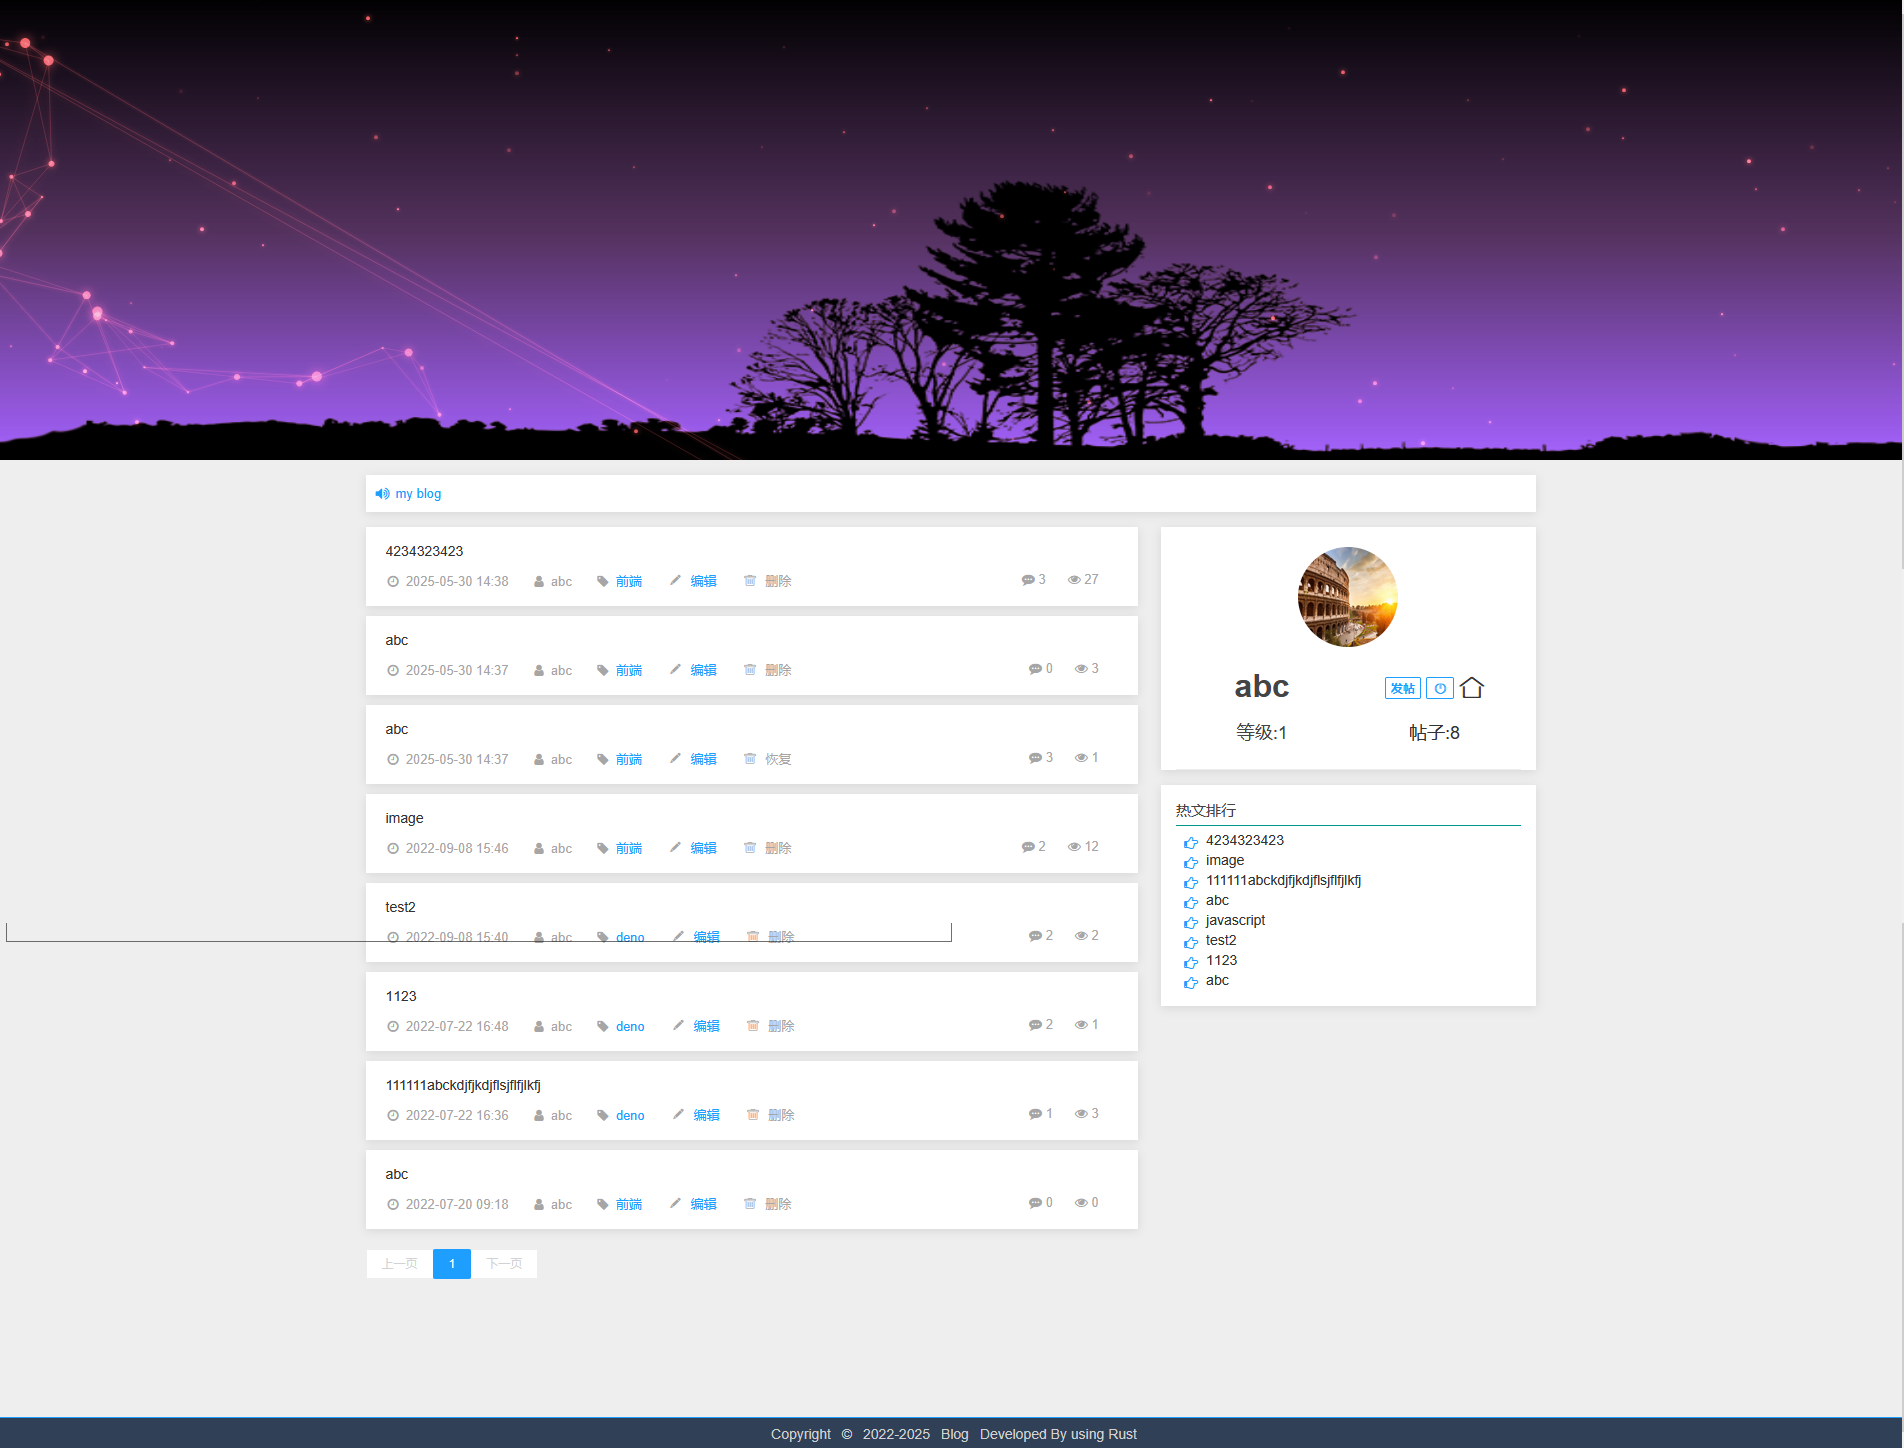 my blog
4234323423
2025-05-30 14:38 abc 前端 编辑 删除 3 27
abc
2025-05-30 14:37 abc 前端 编辑 删除 0 3
abc
2025-05-30 14:37 abc 前端 编辑 恢复 3 1
image
2022-09-08 15:46 abc 前端 编辑 删除 2 12
test2
2022-09-08 15:40 abc deno 编辑 删除 2 2
1123
2022-07-22 16:48 abc deno 编辑 删除 2 1
111111abckdjfjkdjflsjflfjlkfj
2022-07-22 16:36 abc deno 编辑 删除 1 3
abc
2022-07-20 09:18 abc 前端 编辑 删除 0 0
上一页 1 下一页
abc 发帖
等级:1 帖子:8
热文排行
4234323423
image
111111abckdjfjkdjflsjflfjlkfj
abc
javascript
test2
1123
abc
Copyright © 2022-2025 Blog Developed By using Rust